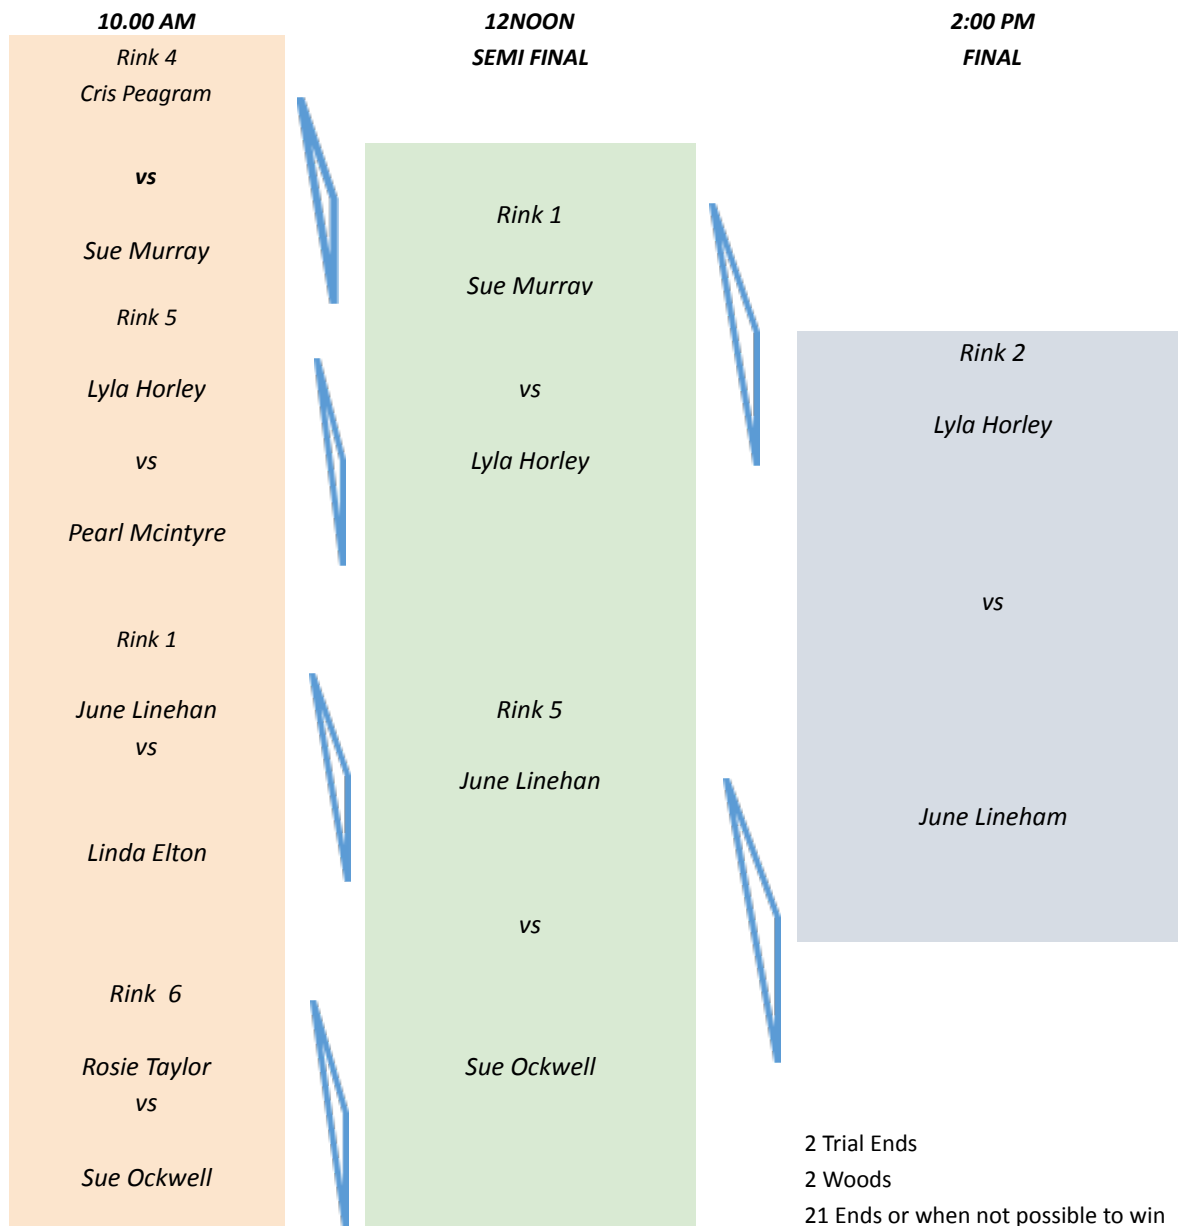 10.00 AM
Rink 4
Cris Peagram
vs
Sue Murray
Rink 5
Lyla Horley
vs
Pearl Mcintyre
Rink 1
June Linehan
vs
Linda Elton
Rink 6
Rosie Taylor
vs
Sue Ockwell
12NOON
SEMI FINAL
Rink 1
Sue Murray
vs
Lyla Horley
Rink 5
June Linehan
vs
Sue Ockwell
2:00 PM
FINAL
Rink 2
Lyla Horley
vs
June Lineham
2 Trial Ends
2 Woods
21 Ends or when not possible to win